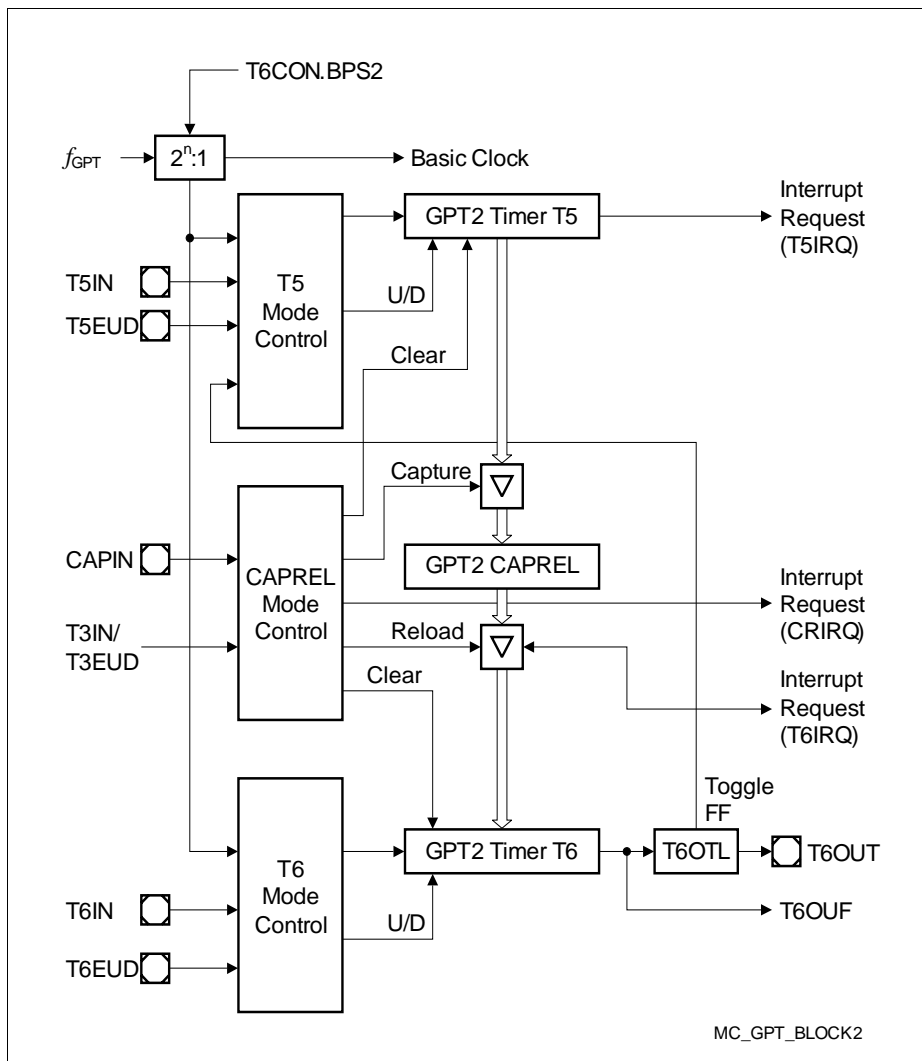 T6CON.BPS2
fGPT
2n:1
Basic Clock
Interrupt
Request
(T5IRQ)
GPT2 Timer T5
T5
Mode
Control
T5IN
U/D
T5EUD
Clear
Capture
CAPIN
GPT2 CAPREL
CAPREL
Mode
Control
Interrupt
Request
(CRIRQ)
T3IN/
T3EUD
Reload
Clear
Interrupt
Request
(T6IRQ)
Toggle
FF
GPT2 Timer T6
T6OTL
T6OUT
T6
Mode
Control
T6IN
U/D
T6OUF
T6EUD
MC_GPT_BLOCK2